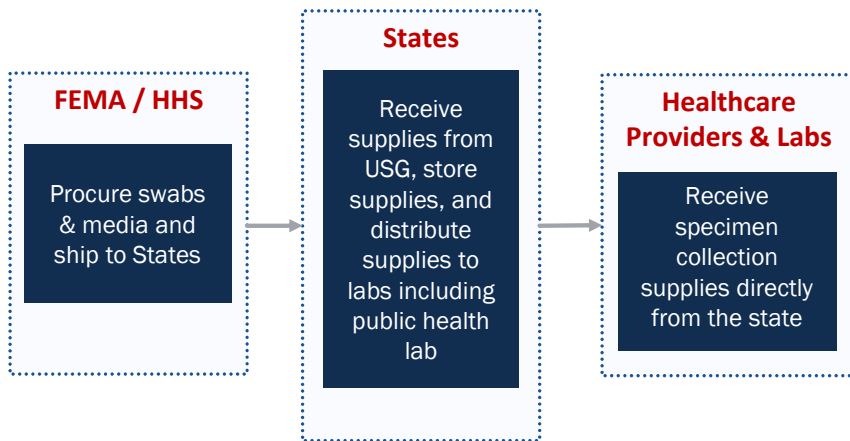 FEMA / HHS
Procure swabs
& media and
ship to States
States
Receive
supplies from
USG, store
supplies, and
distribute
supplies to
labs including
public health
lab
Healthcare
Providers & Labs
Receive
specimen
collection
supplies directly
from the state